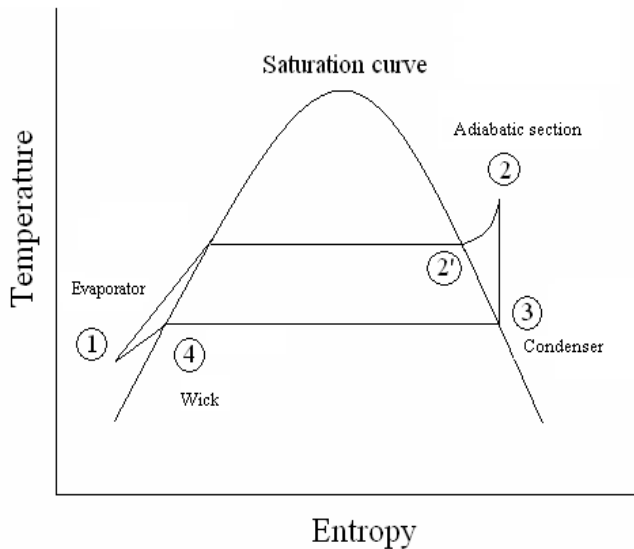 Saturation curve
Adiabatic section
2
Temperature
2'
Evaporator
3
1
4
Condenser
Wick
Entropy